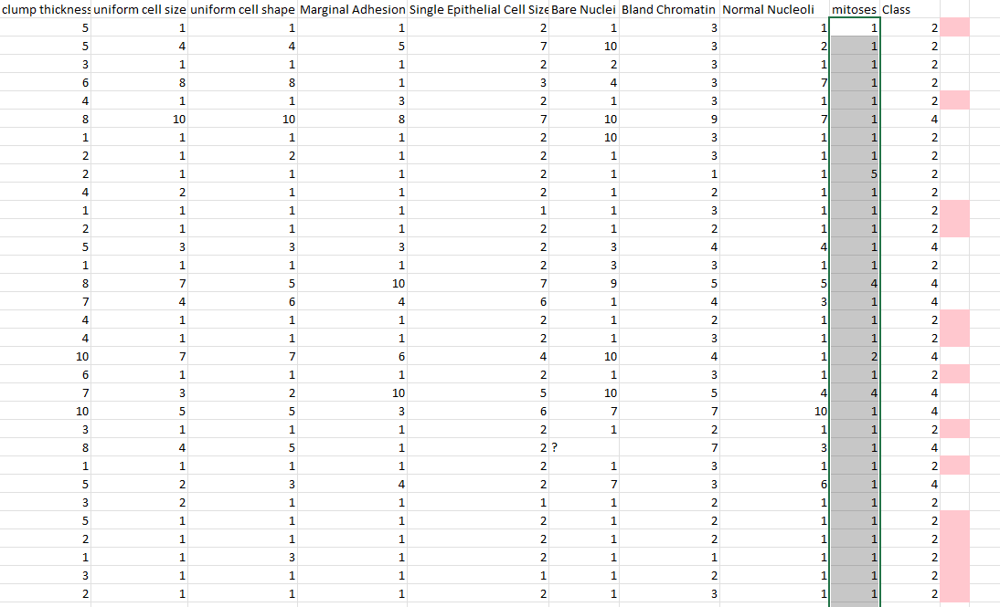 clump thickness uniform cell size uniform cell shape Marginal Adhesion Single Epithelial Cell Size Bare Nuclei Bland Chromatin Normal Nucleoli mitoses Class
5 1 1 1 2 1 3 1 1 2
5 4 4 5 7 10 3 2 1 2
3 1 1 1 2 2 3 1 1 2
6 8 8 1 3 4 3 7 1 2
4 1 1 3 2 1 3 1 1 2
8 10 10 8 7 10 9 7 1 4
1 1 1 1 2 10 3 1 1 2
2 1 2 1 2 1 3 1 1 2
2 1 1 1 2 1 1 1 5 2
4 2 1 1 2 1 2 1 1 2
1 1 1 1 1 1 3 1 1 2
2 1 1 1 2 1 2 1 1 2
5 3 3 3 2 3 4 4 1 4
1 1 1 1 2 3 3 1 1 2
8 7 5 10 7 9 5 5 4 4
7 4 6 4 6 1 4 3 1 4
4 1 1 1 2 1 2 1 1 2
4 1 1 1 2 1 3 1 1 2
10 7 7 6 4 10 4 1 2 4
6 1 1 1 2 1 3 1 1 2
7 3 2 10 5 10 5 4 4 4
10 5 5 3 6 7 7 10 1 4
3 1 1 1 2 1 2 1 1 2
8 4 5 1 2 ? 7 3 1 4
1 1 1 1 2 1 3 1 1 2
5 2 3 4 2 7 3 6 1 4
3 2 1 1 1 1 2 1 1 2
5 1 1 1 2 1 2 1 1 2
2 1 1 1 2 1 2 1 1 2
1 1 3 1 2 1 1 1 1 2
3 1 1 1 1 1 2 1 1 2
2 1 1 1 2 1 3 1 1 2